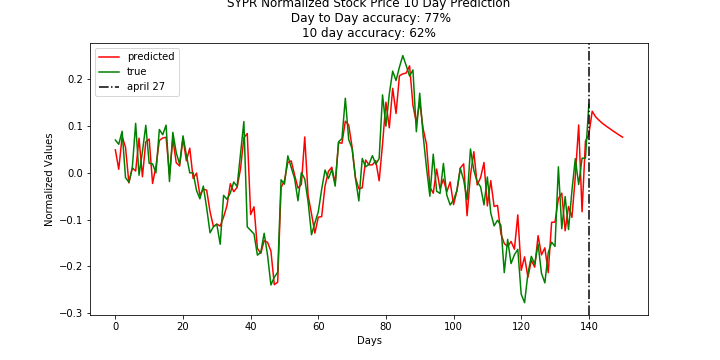 SYPR Normalized Stock Price 10 Day Prediction
Day to Day accuracy: 77%
10 day accuracy: 62%
predicted
true
april 27
Normalized Values
0.2
0.1
0.0
−0.1
−0.2
−0.3
0 20 40 60 80 100 120 140
Days